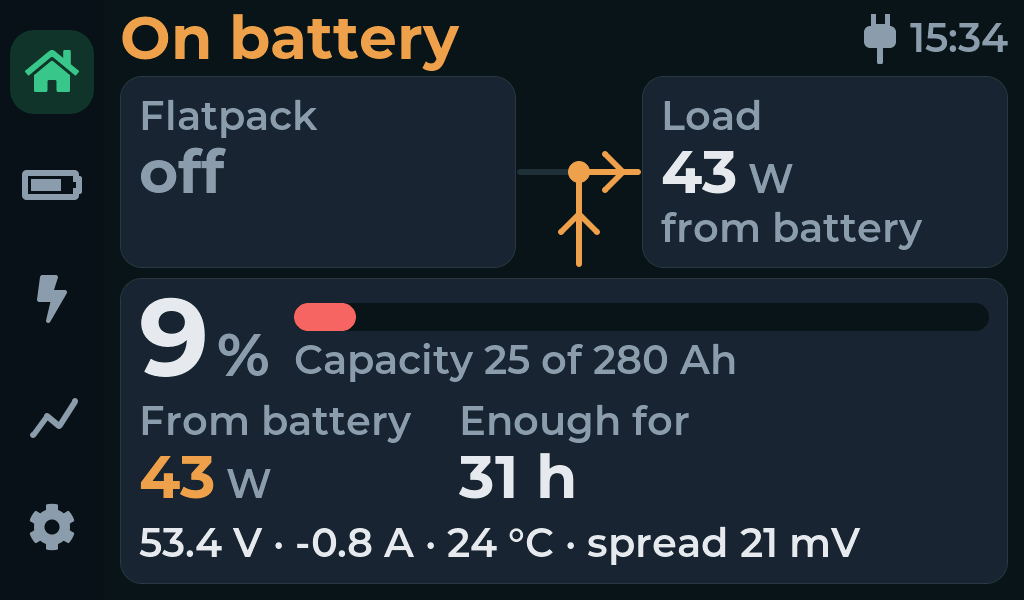 On battery
15:34
Flatpack
off
Load
43 W
from battery
9 %
Capacity 25 of 280 Ah
From battery
43 W
Enough for
31 h
53.4 V · -0.8 A · 24 °C · spread 21 mV